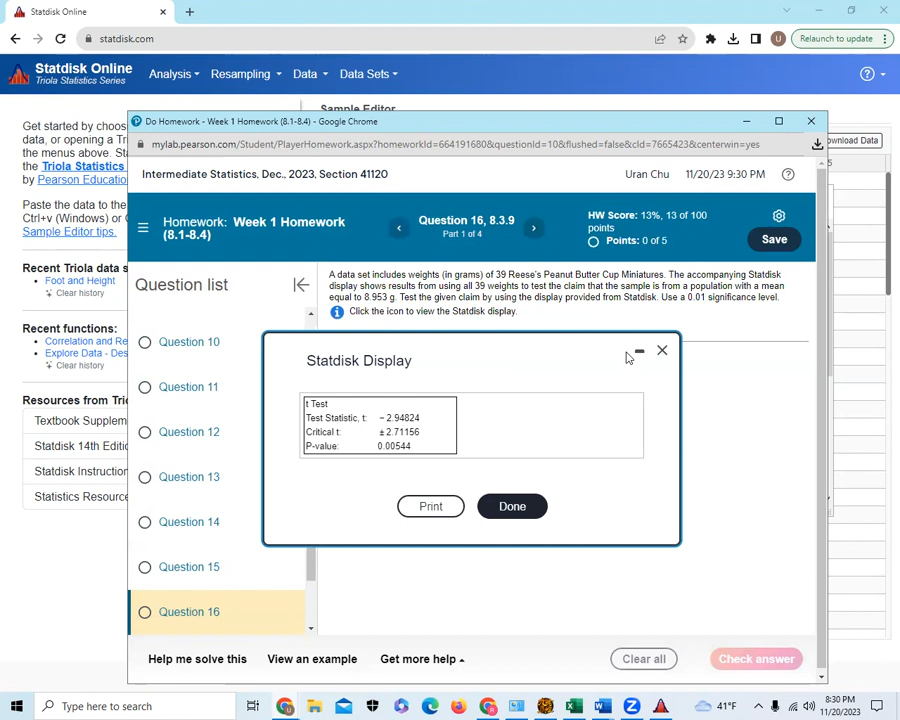 Statdisk Online
statdisk.com
Relaunch to update
U
Statdisk Online
Triola Statistics Series
Analysis
Resampling
Data
Data Sets
Sample Editor
Get started by choos
data, or opening a Tr
the menus above. Sta
the Triola Statistics
by Pearson Educatio
Paste the data to the
Ctrl+v (Windows) or C
Sample Editor tips.
Recent Triola data s
Foot and Height
Clear history
Recent functions:
Correlation and Re
Explore Data - Des
Clear history
Resources from Trio
Textbook Supplem
Statdisk 14th Editio
Statdisk Instruction
Statistics Resource
ownload Data
5
Do Homework - Week 1 Homework (8.1-8.4) - Google Chrome
mylab.pearson.com/Student/PlayerHomework.aspx?homeworkId=664191680&questionId=10&flushed=false&cId=7665423&centerwin=yes
Intermediate Statistics, Dec., 2023, Section 41120
Uran Chu
11/20/23 9:30 PM
Homework: Week 1 Homework
(8.1-8.4)
Question 16, 8.3.9
Part 1 of 4
HW Score: 13%, 13 of 100
points
Points: 0 of 5
Save
Question list
Question 10
Question 11
Question 12
Question 13
Question 14
Question 15
Question 16
A data set includes weights (in grams) of 39 Reese's Peanut Butter Cup Miniatures. The accompanying Statdisk
display shows results from using all 39 weights to test the claim that the sample is from a population with a mean
equal to 8.953 g. Test the given claim by using the display provided from Statdisk. Use a 0.01 significance level.
Click the icon to view the Statdisk display.
Statdisk Display
t Test
Test Statistic, t: − 2.94824
Critical t: ± 2.71156
P-value: 0.00544
Print
Done
Help me solve this
View an example
Get more help
Clear all
Check answer
Type here to search
41°F
8:30 PM
11/20/2023